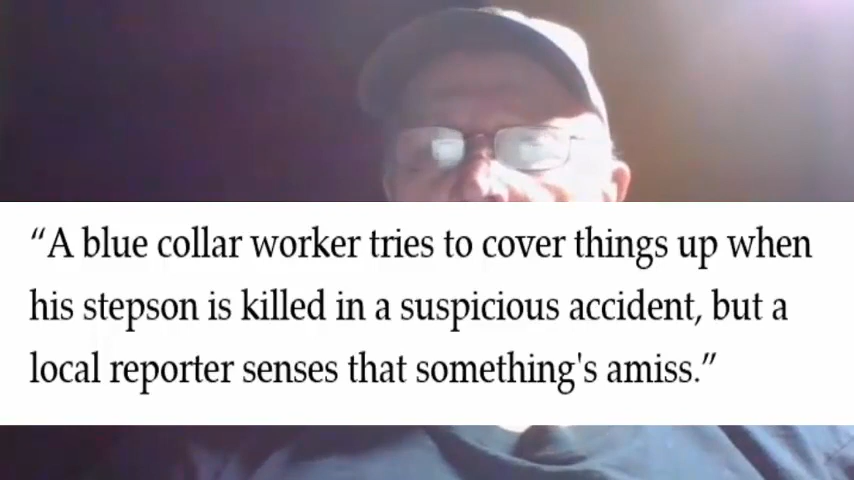 “A blue collar worker tries to cover things up when
his stepson is killed in a suspicious accident, but a
local reporter senses that something's amiss.”